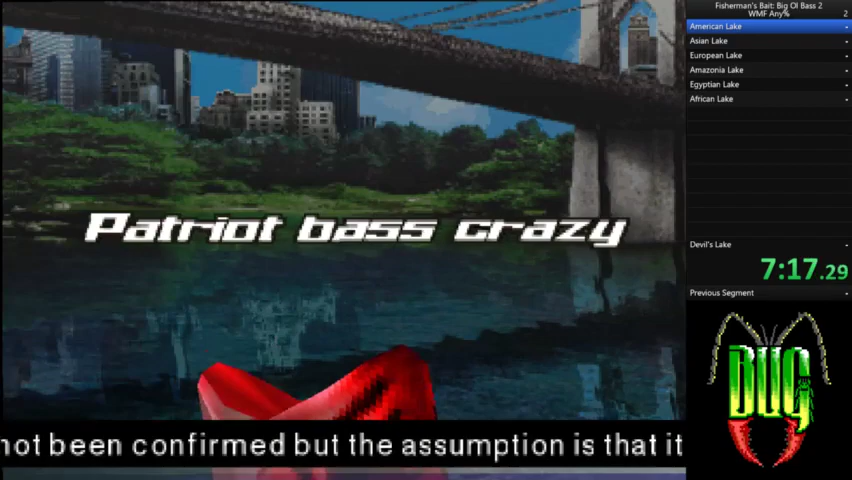 Patriot bass crazy
not been confirmed but the assumption is that it
Fisherman's Bait: Big Ol Bass 2
WMF Any% 2
American Lake -
Asian Lake -
European Lake -
Amazonia Lake -
Egyptian Lake -
African Lake -
Devil's Lake -
7:17.29
Previous Segment -
BUG